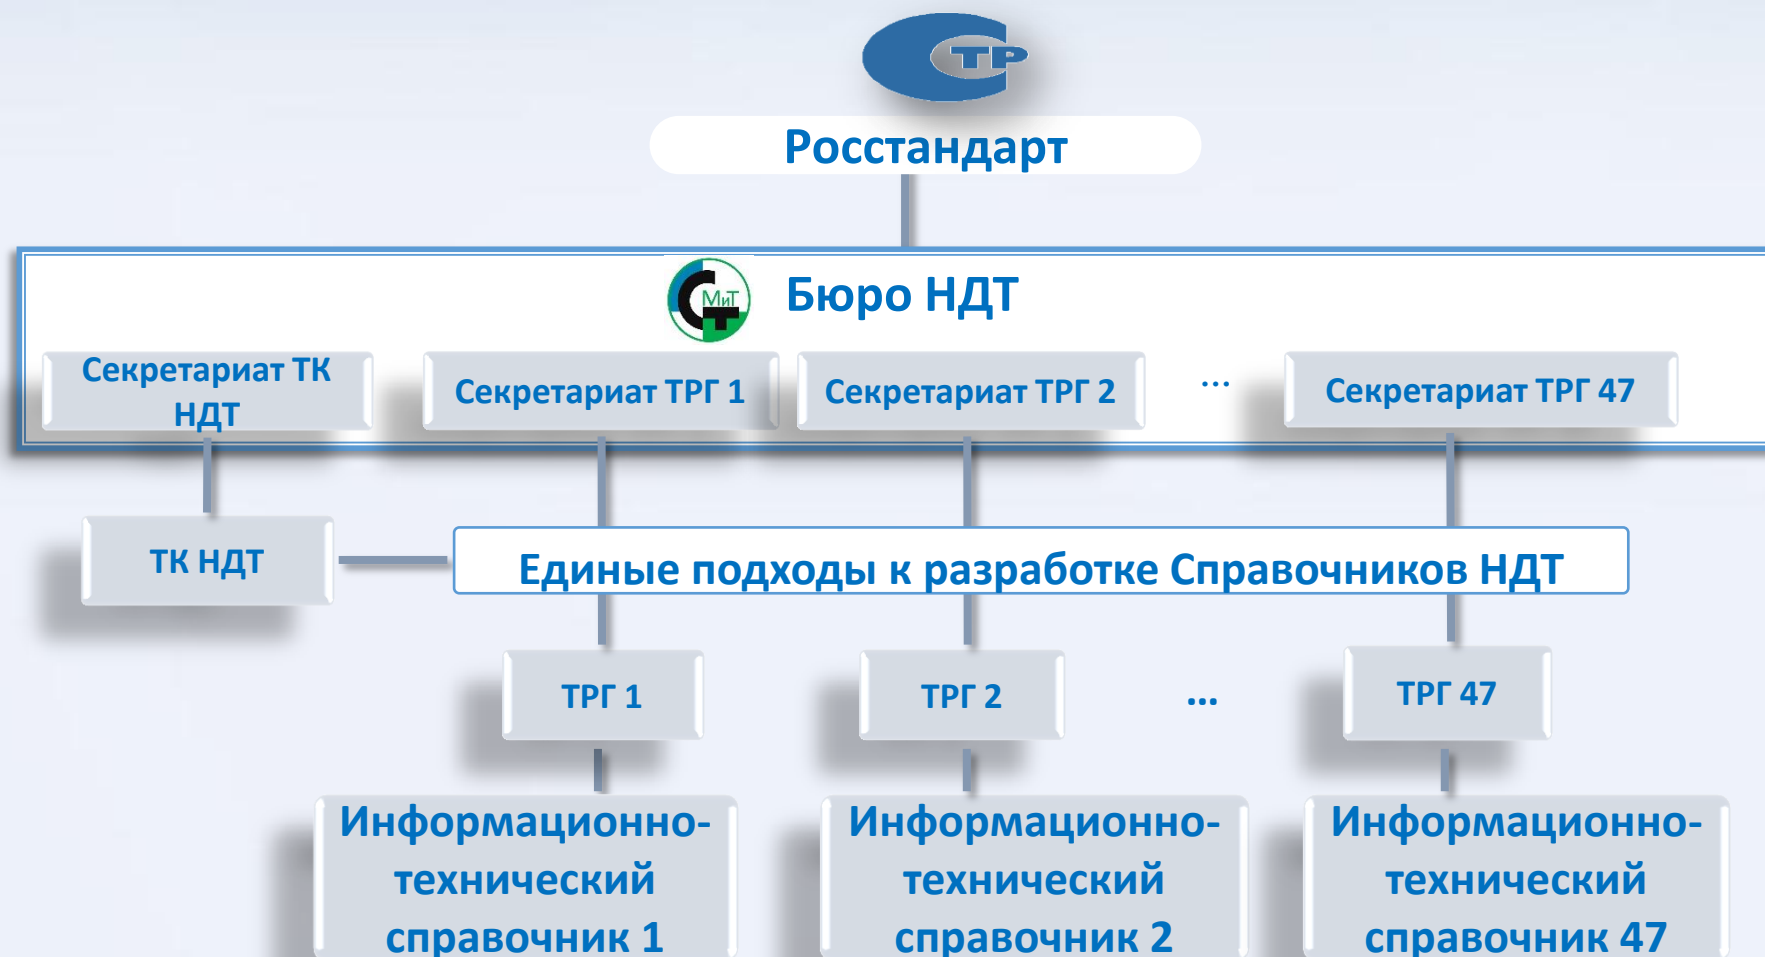 ТР
Росстандарт
МиТ
Бюро НДТ
Секретариат ТК
НДТ
Секретариат ТРГ 1
Секретариат ТРГ 2
...
Секретариат ТРГ 47
ТК НДТ
Единые подходы к разработке Справочников НДТ
ТРГ 1
ТРГ 2
...
ТРГ 47
Информационно-
технический
справочник 1
Информационно-
технический
справочник 2
Информационно-
технический
справочник 47